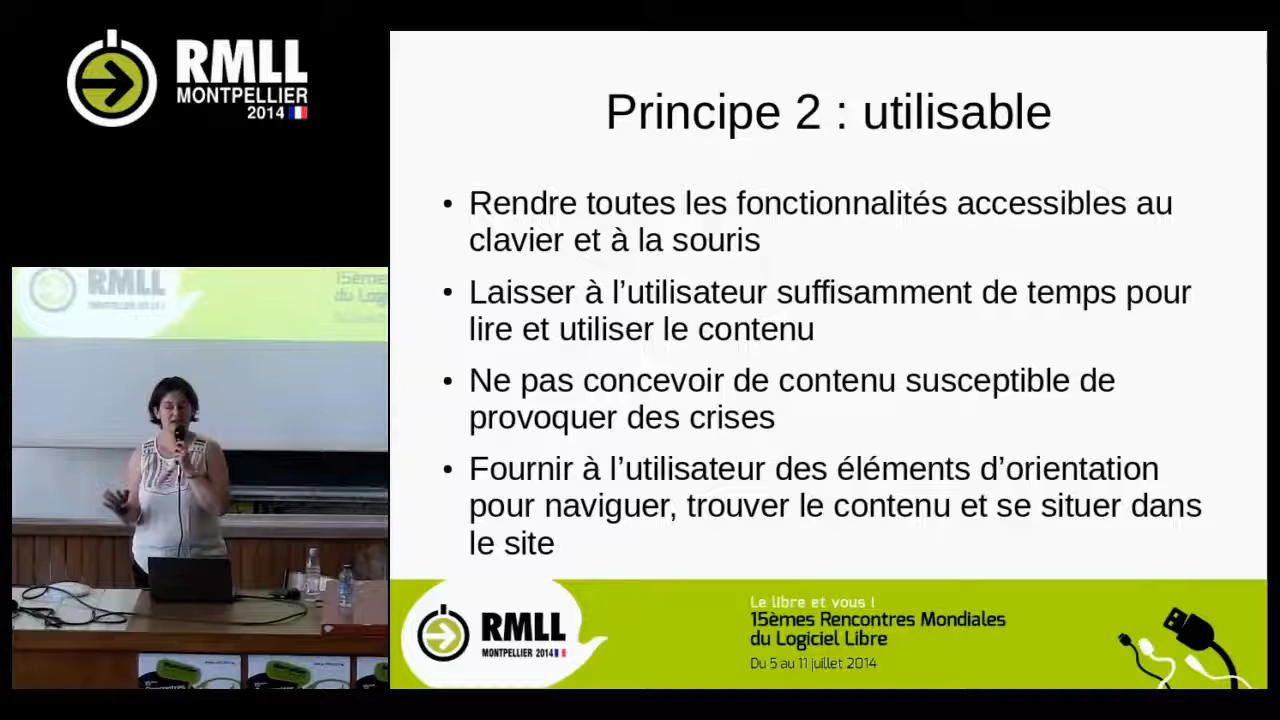 RMLL
MONTPELLIER
2014
Principe 2 : utilisable
• Rendre toutes les fonctionnalités accessibles au
clavier et à la souris
• Laisser à l’utilisateur suffisamment de temps pour
lire et utiliser le contenu
• Ne pas concevoir de contenu susceptible de
provoquer des crises
• Fournir à l’utilisateur des éléments d’orientation
pour naviguer, trouver le contenu et se situer dans
le site
RMLL
MONTPELLIER 2014
Le libre et vous !
15èmes Rencontres Mondiales
du Logiciel Libre
Du 5 au 11 juillet 2014
RMLL
15èmes